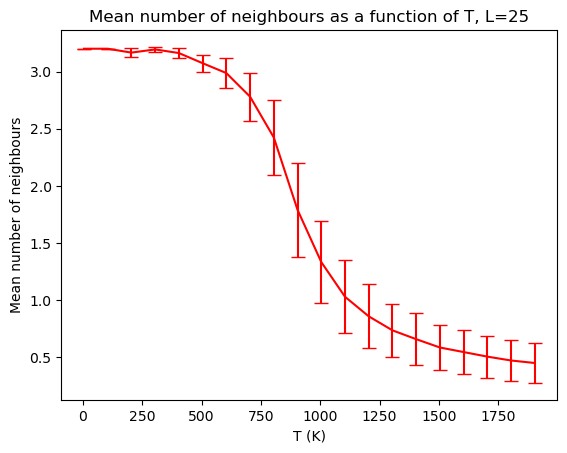 Mean number of neighbours as a function of T, L=25
Mean number of neighbours
3.0
2.5
2.0
1.5
1.0
0.5
0 250 500 750 1000 1250 1500 1750
T (K)